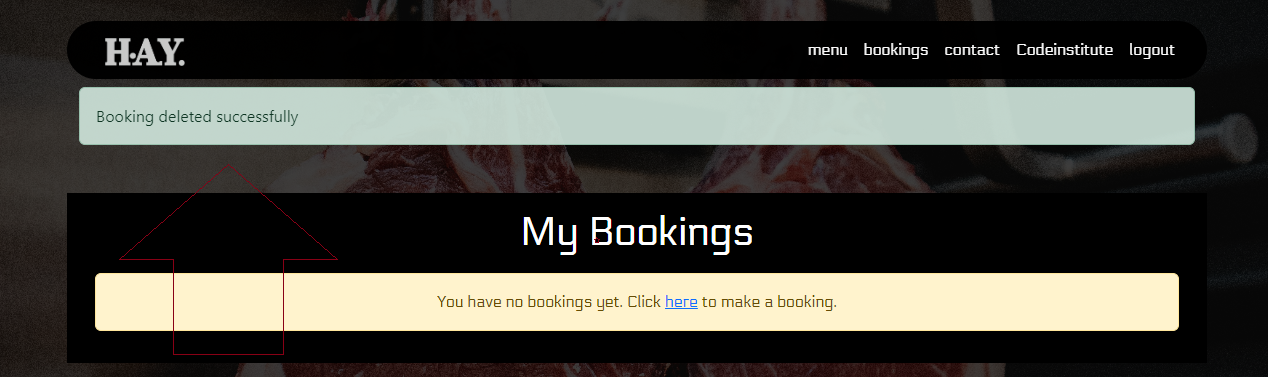 H·A·Y.
menu bookings contact Codeinstitute logout
Booking deleted successfully
My Bookings
You have no bookings yet. Click here to make a booking.